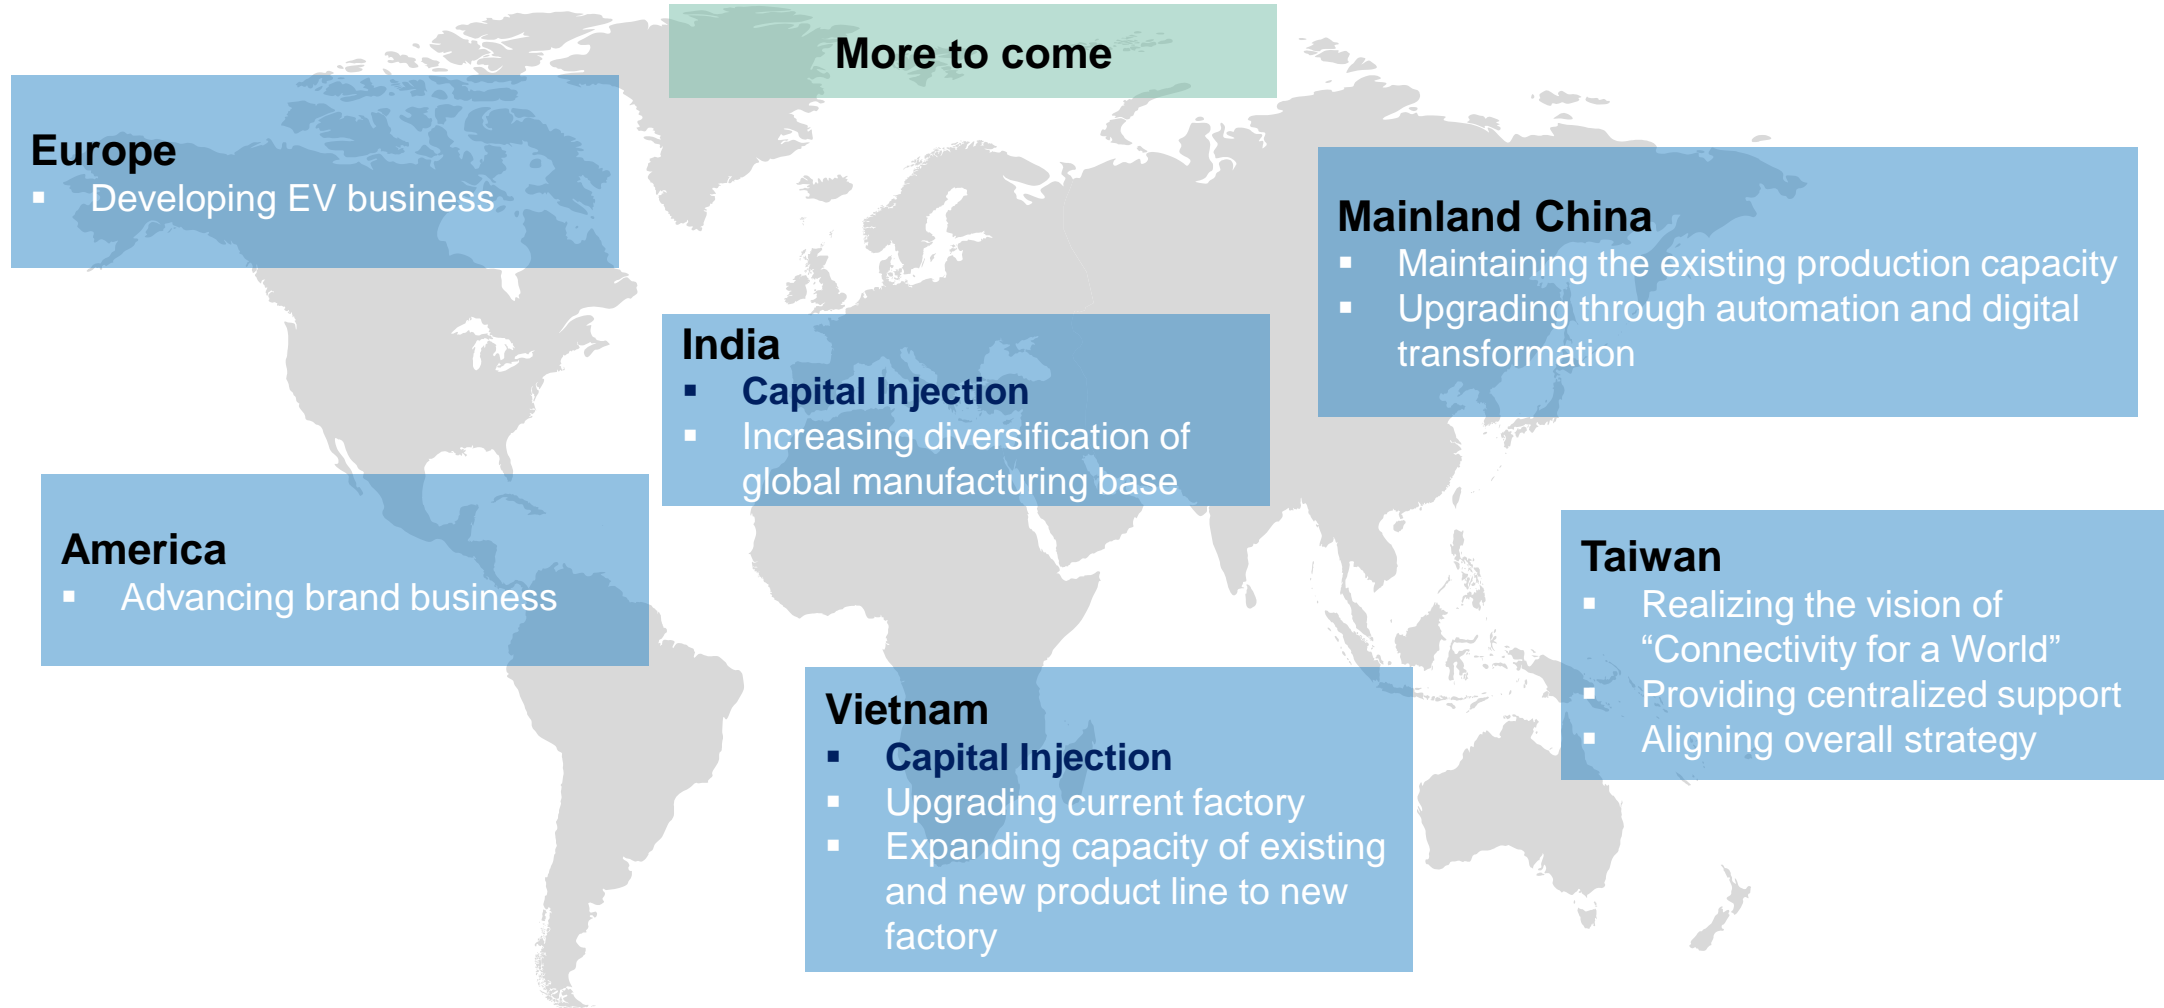 More to come
Europe
▪ Developing EV business
Mainland China
▪ Maintaining the existing production capacity
▪ Upgrading through automation and digital
transformation
India
▪ Capital Injection
▪ Increasing diversification of
global manufacturing base
America
▪ Advancing brand business
Taiwan
▪ Realizing the vision of
“Connectivity for a World”
▪ Providing centralized support
▪ Aligning overall strategy
Vietnam
▪ Capital Injection
▪ Upgrading current factory
▪ Expanding capacity of existing
and new product line to new
factory